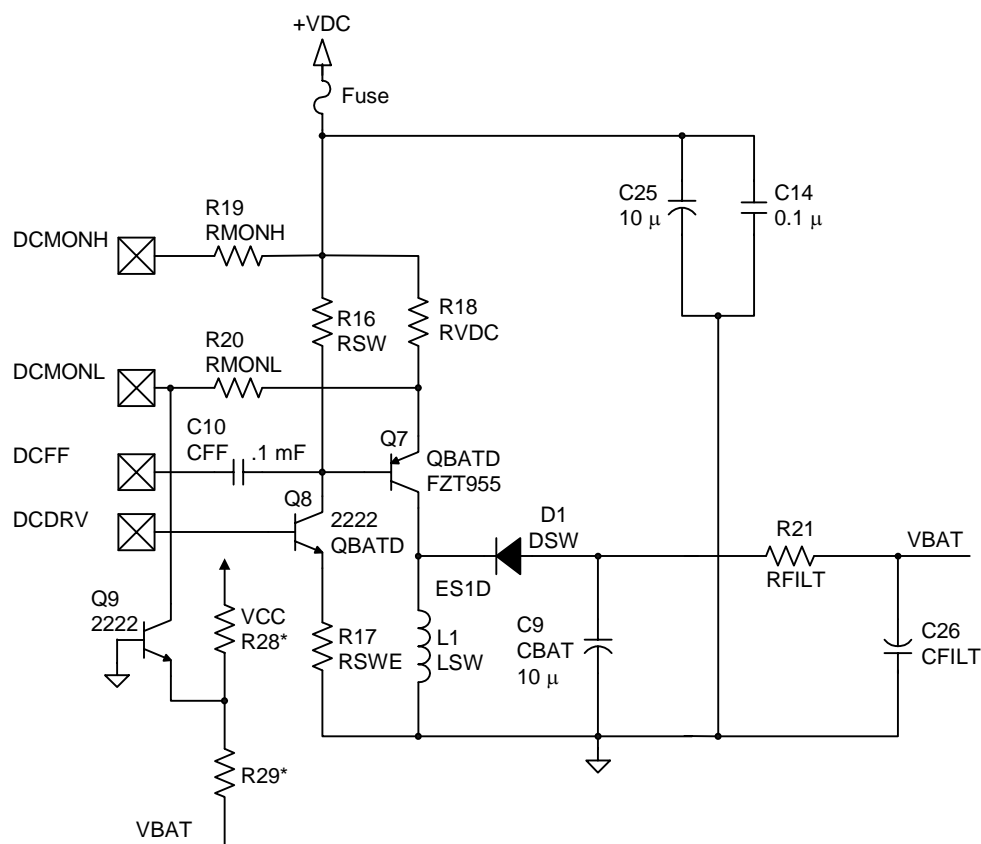 +VDC
Fuse
C25
10 μ
C14
0.1 μ
R19
RMONH
DCMONH
R16
RSW
R18
RVDC
R20
RMONL
DCMONL
C10
CFF
.1 mF
DCFF
Q7
QBATD
FZT955
Q8
2222
QBATD
DCDRV
D1
DSW
ES1D
R21
RFILT
VBAT
Q9
2222
VCC
R28*
R17
RSWE
L1
LSW
C9
CBAT
10 μ
C26
CFILT
R29*
VBAT